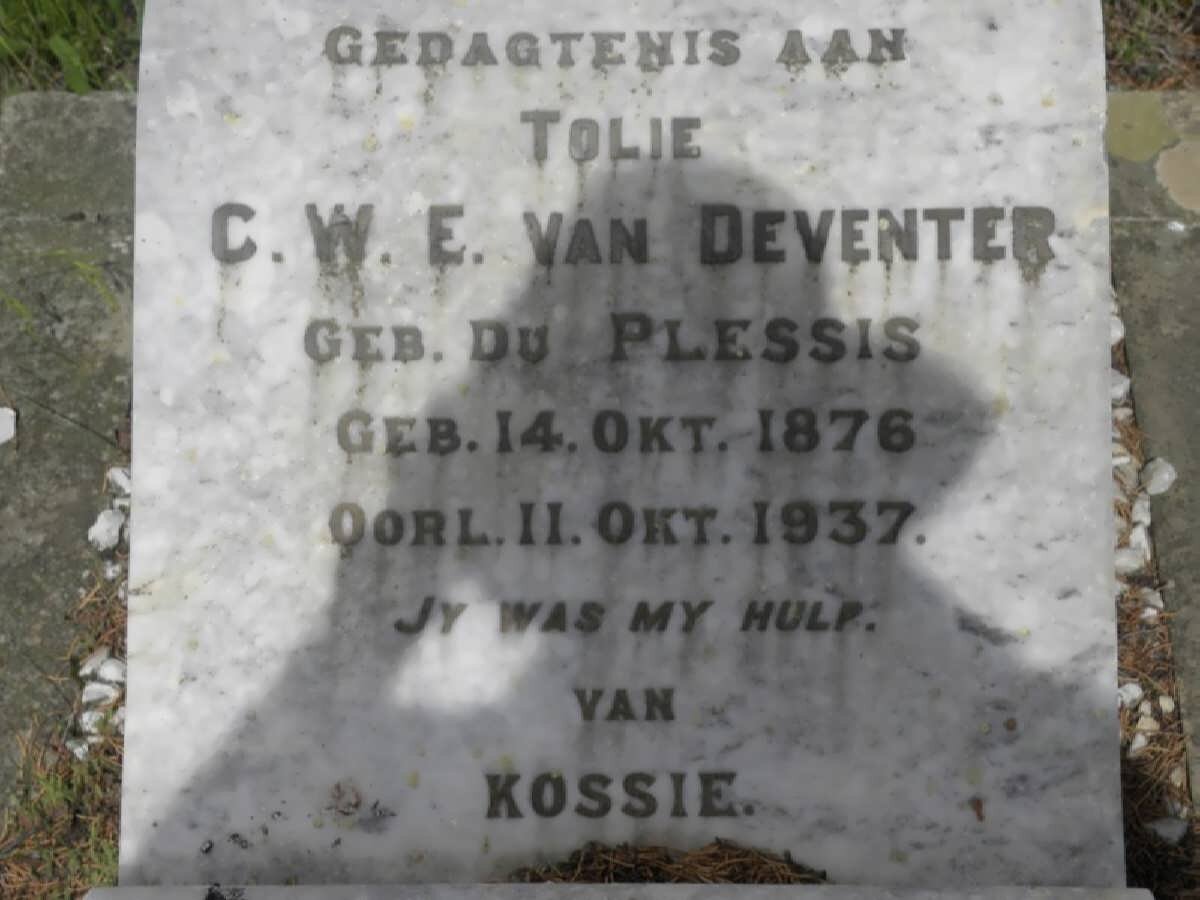 GEDAGTENIS AAN
TOLIE
C. W. E. VAN DEVENTER
GEB. DU PLESSIS
GEB. 14. OKT. 1876
OORL. 11. OKT. 1937.
JY WAS MY HULP.
VAN
KOSSIE.